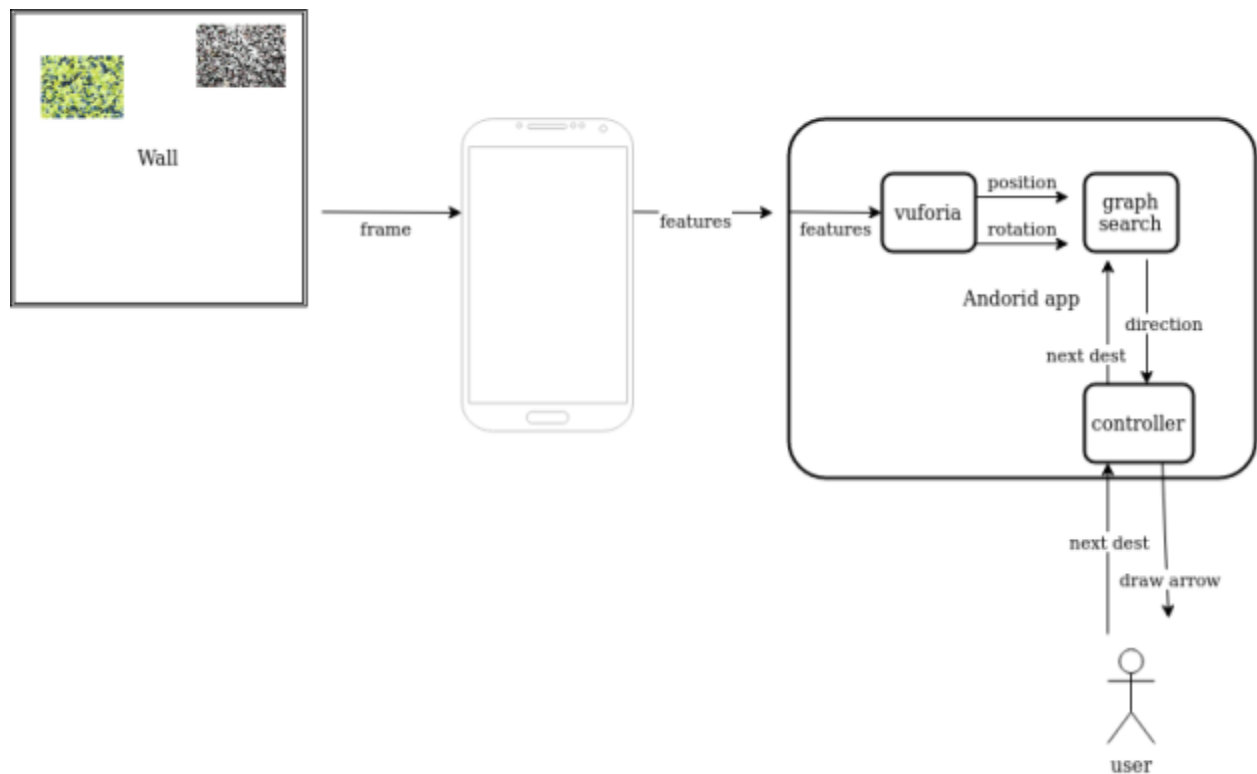 Wall
frame
features
features
vuforia
position
rotation
graph
search
Andorid app
direction
next dest
controller
next dest
draw arrow
user